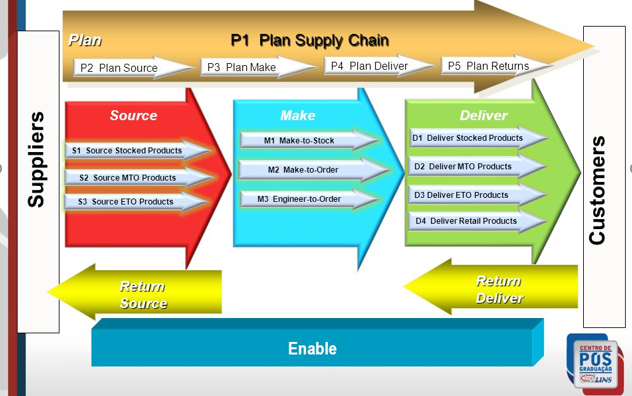 Plan
P1 Plan Supply Chain
P2 Plan Source
P3 Plan Make
P4 Plan Deliver
P5 Plan Returns
Suppliers
Source
S1 Source Stocked Products
S2 Source MTO Products
S3 Source ETO Products
Make
M1 Make-to-Stock
M2 Make-to-Order
M3 Engineer-to-Order
Deliver
D1 Deliver Stocked Products
D2 Deliver MTO Products
D3 Deliver ETO Products
D4 Deliver Retail Products
Customers
Return
Source
Return
Deliver
Enable
CENTRO DE
PÓS
GRADUAÇÃO
LINS